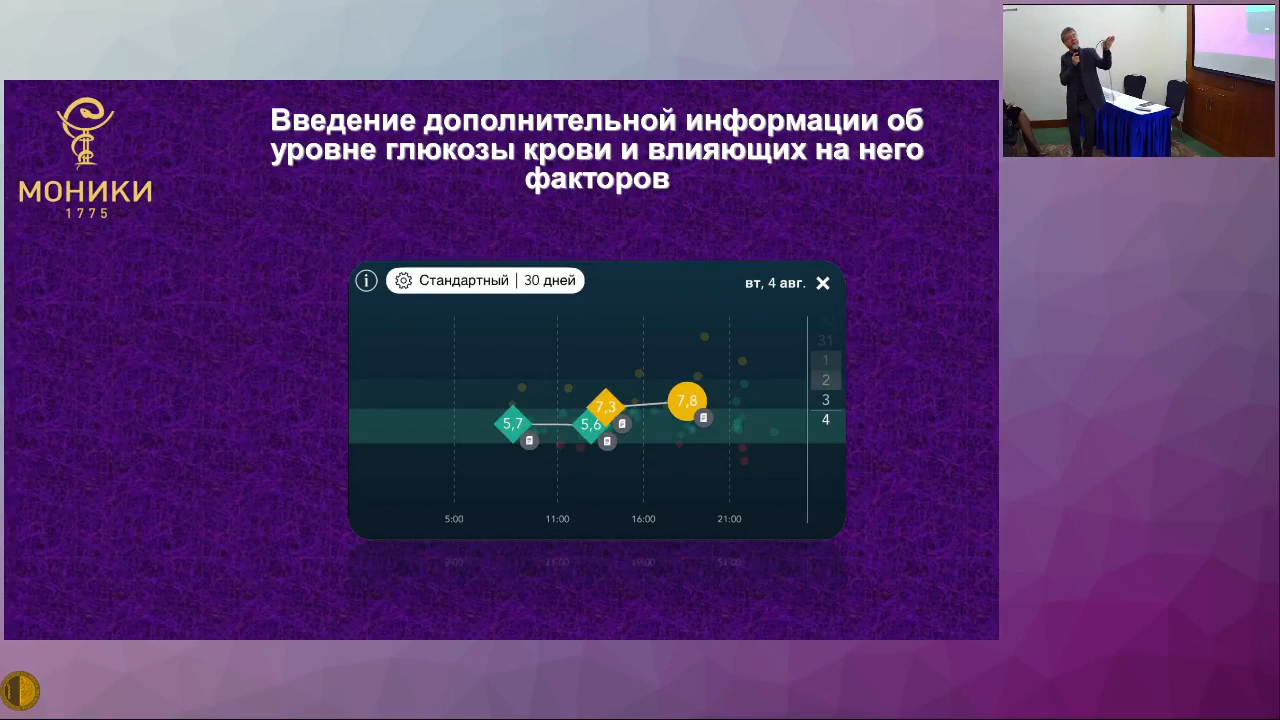 Введение дополнительной информации об
уровне глюкозы крови и влияющих на него
факторов
МОНИКИ
1775
i
Стандартный | 30 дней
вт, 4 авг.
31
1
2
3
4
5,7
5,6
7,3
7,8
5:00
11:00
16:00
21:00